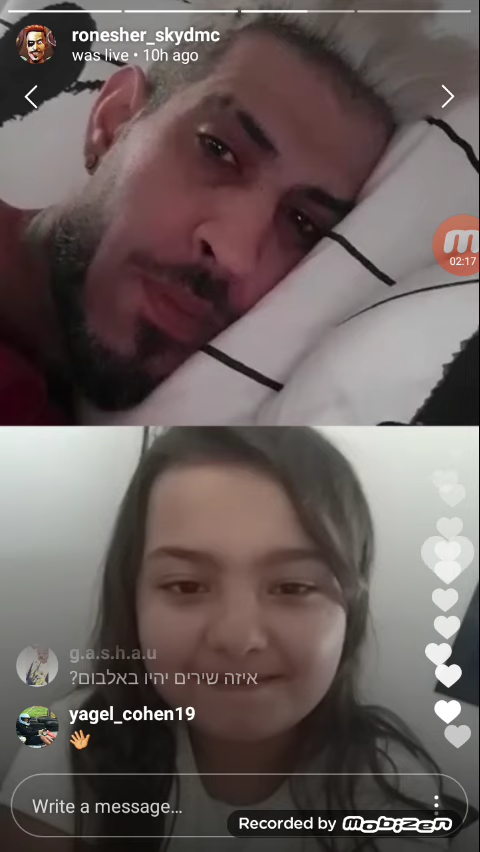 ronesher_skydmc
was live • 10h ago
m
02:17
g.a.s.h.a.u
איזה שירים יהיו באלבום?
yagel_cohen19
Write a message...
Recorded by mobizen